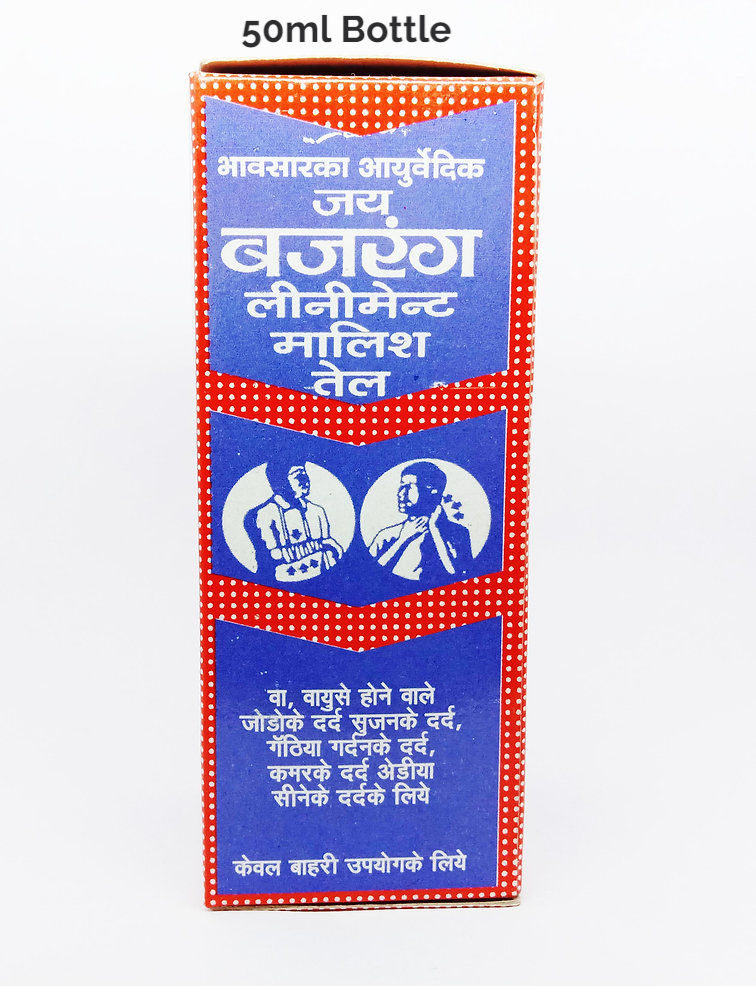 50ml Bottle
भावसारका आयुर्वेदिक
जय
बजरंग
लीनीमेन्ट
मालिश
तेल
वा, वायुसे होने वाले
जोडोके दर्द सुजनके दर्द,
गँठिया गर्दनके दर्द,
कमरके दर्द अेडीया
सीनेके दर्दके लिये
केवल बाहरी उपयोगके लिये